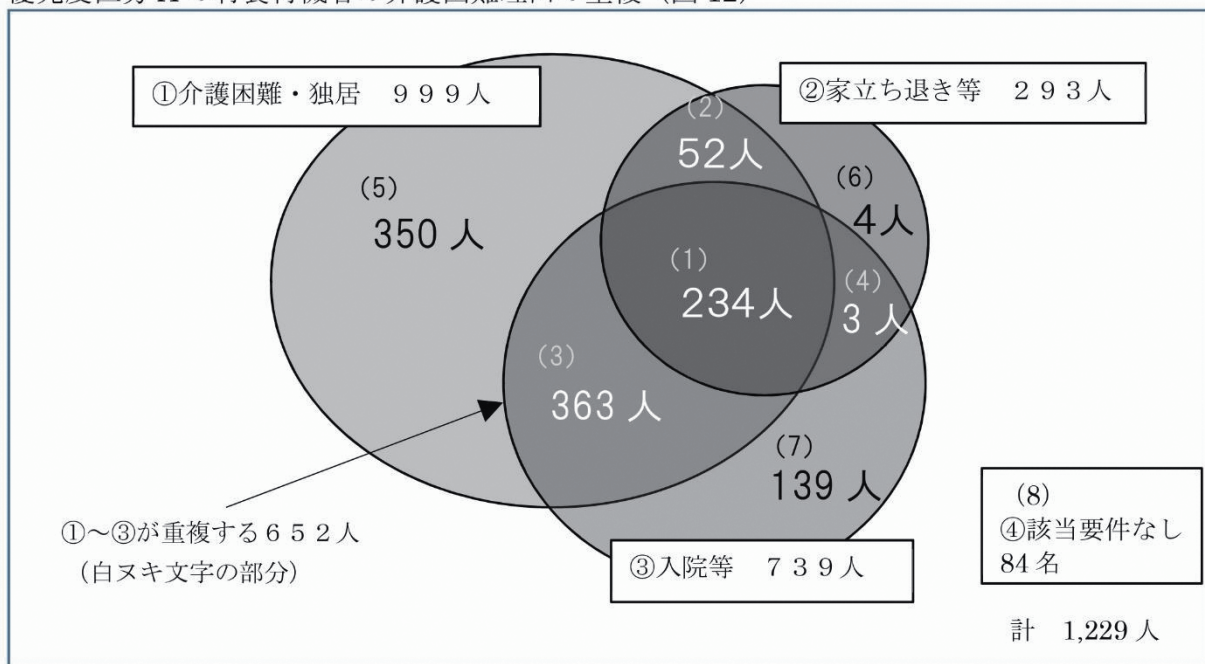 ①介護困難・独居　９９９人
②家立ち退き等　２９３人
(2)
52人
(5)
350 人
(6)
4人
(1)
234人
(4)
3 人
(3)
363 人
(7)
139 人
(8)
④該当要件なし
84 名
①～③が重複する６５２人
（白ヌキ文字の部分）
③入院等　７３９人
計　1,229 人